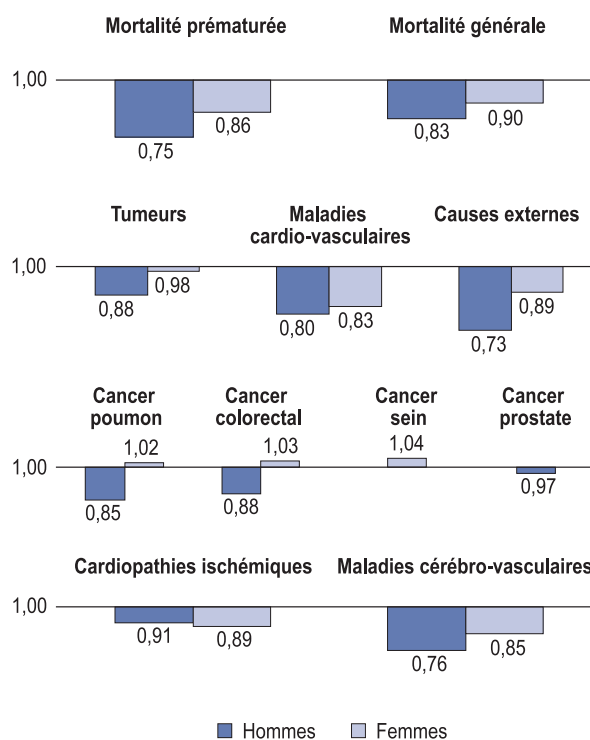 Mortalité prématurée Mortalité générale
1,00
0,75 0,86 0,83 0,90
Tumeurs Maladies Causes externes
cardio-vasculaires
1,00
0,88 0,98 0,80 0,83 0,73 0,89
Cancer Cancer Cancer Cancer
poumon colorectal sein prostate
1,02 1,03 1,04
1,00
0,85 0,88 0,97
Cardiopathies ischémiques Maladies cérébro-vasculaires
1,00
0,91 0,89 0,76 0,85
Hommes Femmes